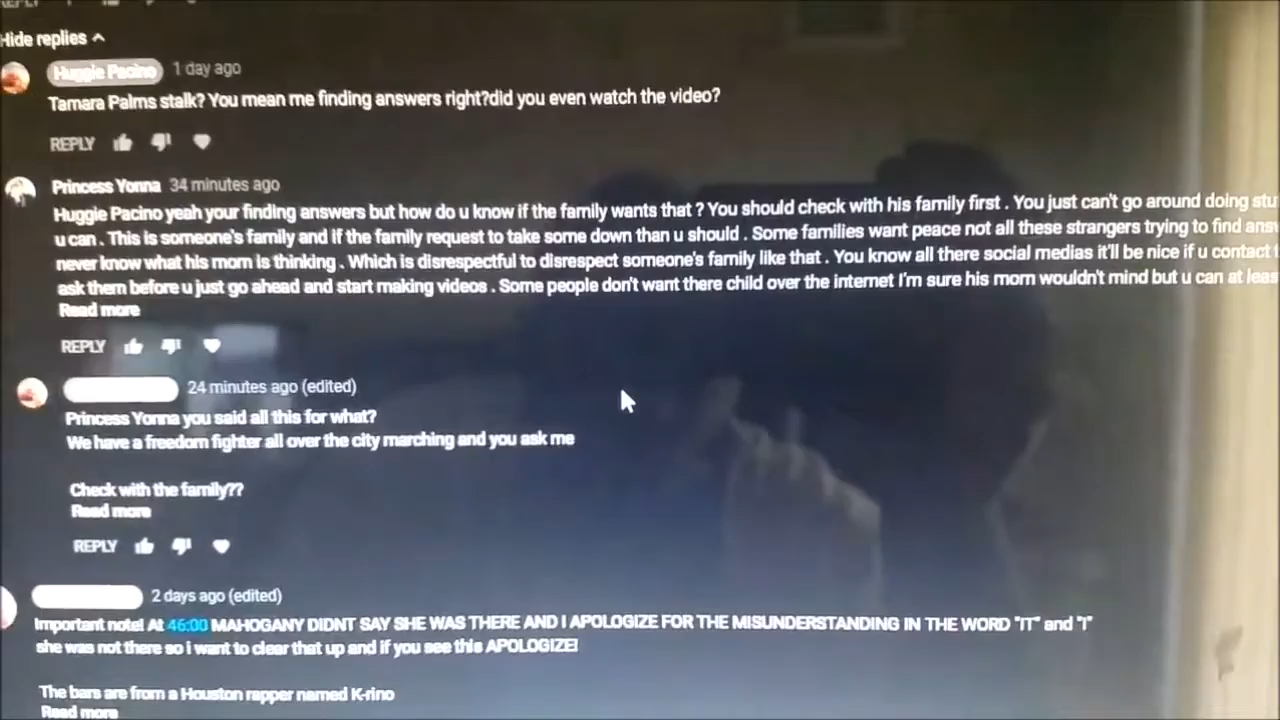 Hide replies
Huggie Pacino 1 day ago
Tamara Palms stalk? You mean me finding answers right?did you even watch the video?
REPLY
Princess Yonna 34 minutes ago
Huggie Pacino yeah your finding answers but how do u know if the family wants that ? You should check with his family first . You just can't go around doing stu
u can . This is someone's family and if the family request to take some down than u should . Some families want peace not all these strangers trying to find ans
never know what his mom is thinking . Which is disrespectful to disrespect someone's family like that . You know all there social medias it'll be nice if u contact
ask them before u just go ahead and start making videos . Some people don't want there child over the internet I'm sure his mom wouldn't mind but u can at leas
Read more
REPLY
24 minutes ago (edited)
Princess Yonna you said all this for what?
We have a freedom fighter all over the city marching and you ask me
Check with the family??
Read more
REPLY
2 days ago (edited)
Important note! At 46:00 MAHOGANY DIDNT SAY SHE WAS THERE AND I APOLOGIZE FOR THE MISUNDERSTANDING IN THE WORD "IT" and "I"
she was not there so i want to clear that up and if you see this APOLOGIZE!
The bars are from a Houston rapper named K-rino
Read more